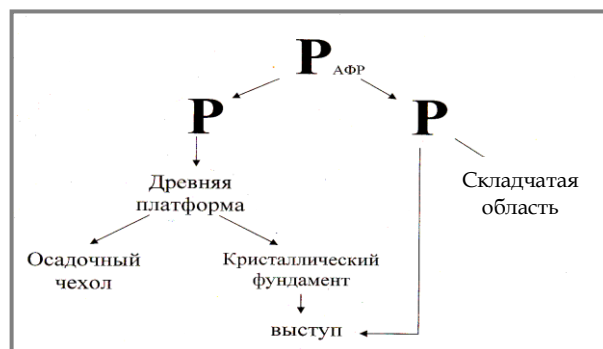 Р АФР
Р
Р
Древняя
платформа
Складчатая
область
Осадочный
чехол
Кристаллический
фундамент
выступ